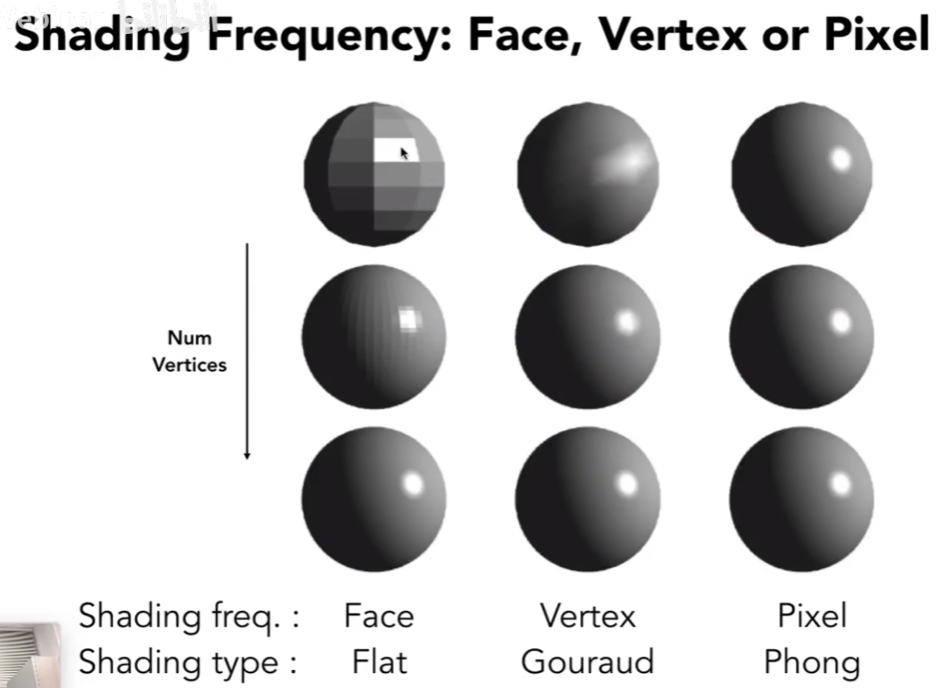 Shading Frequency: Face, Vertex or Pixel
Num
Vertices
Shading freq. : Face Vertex Pixel
Shading type : Flat Gouraud Phong